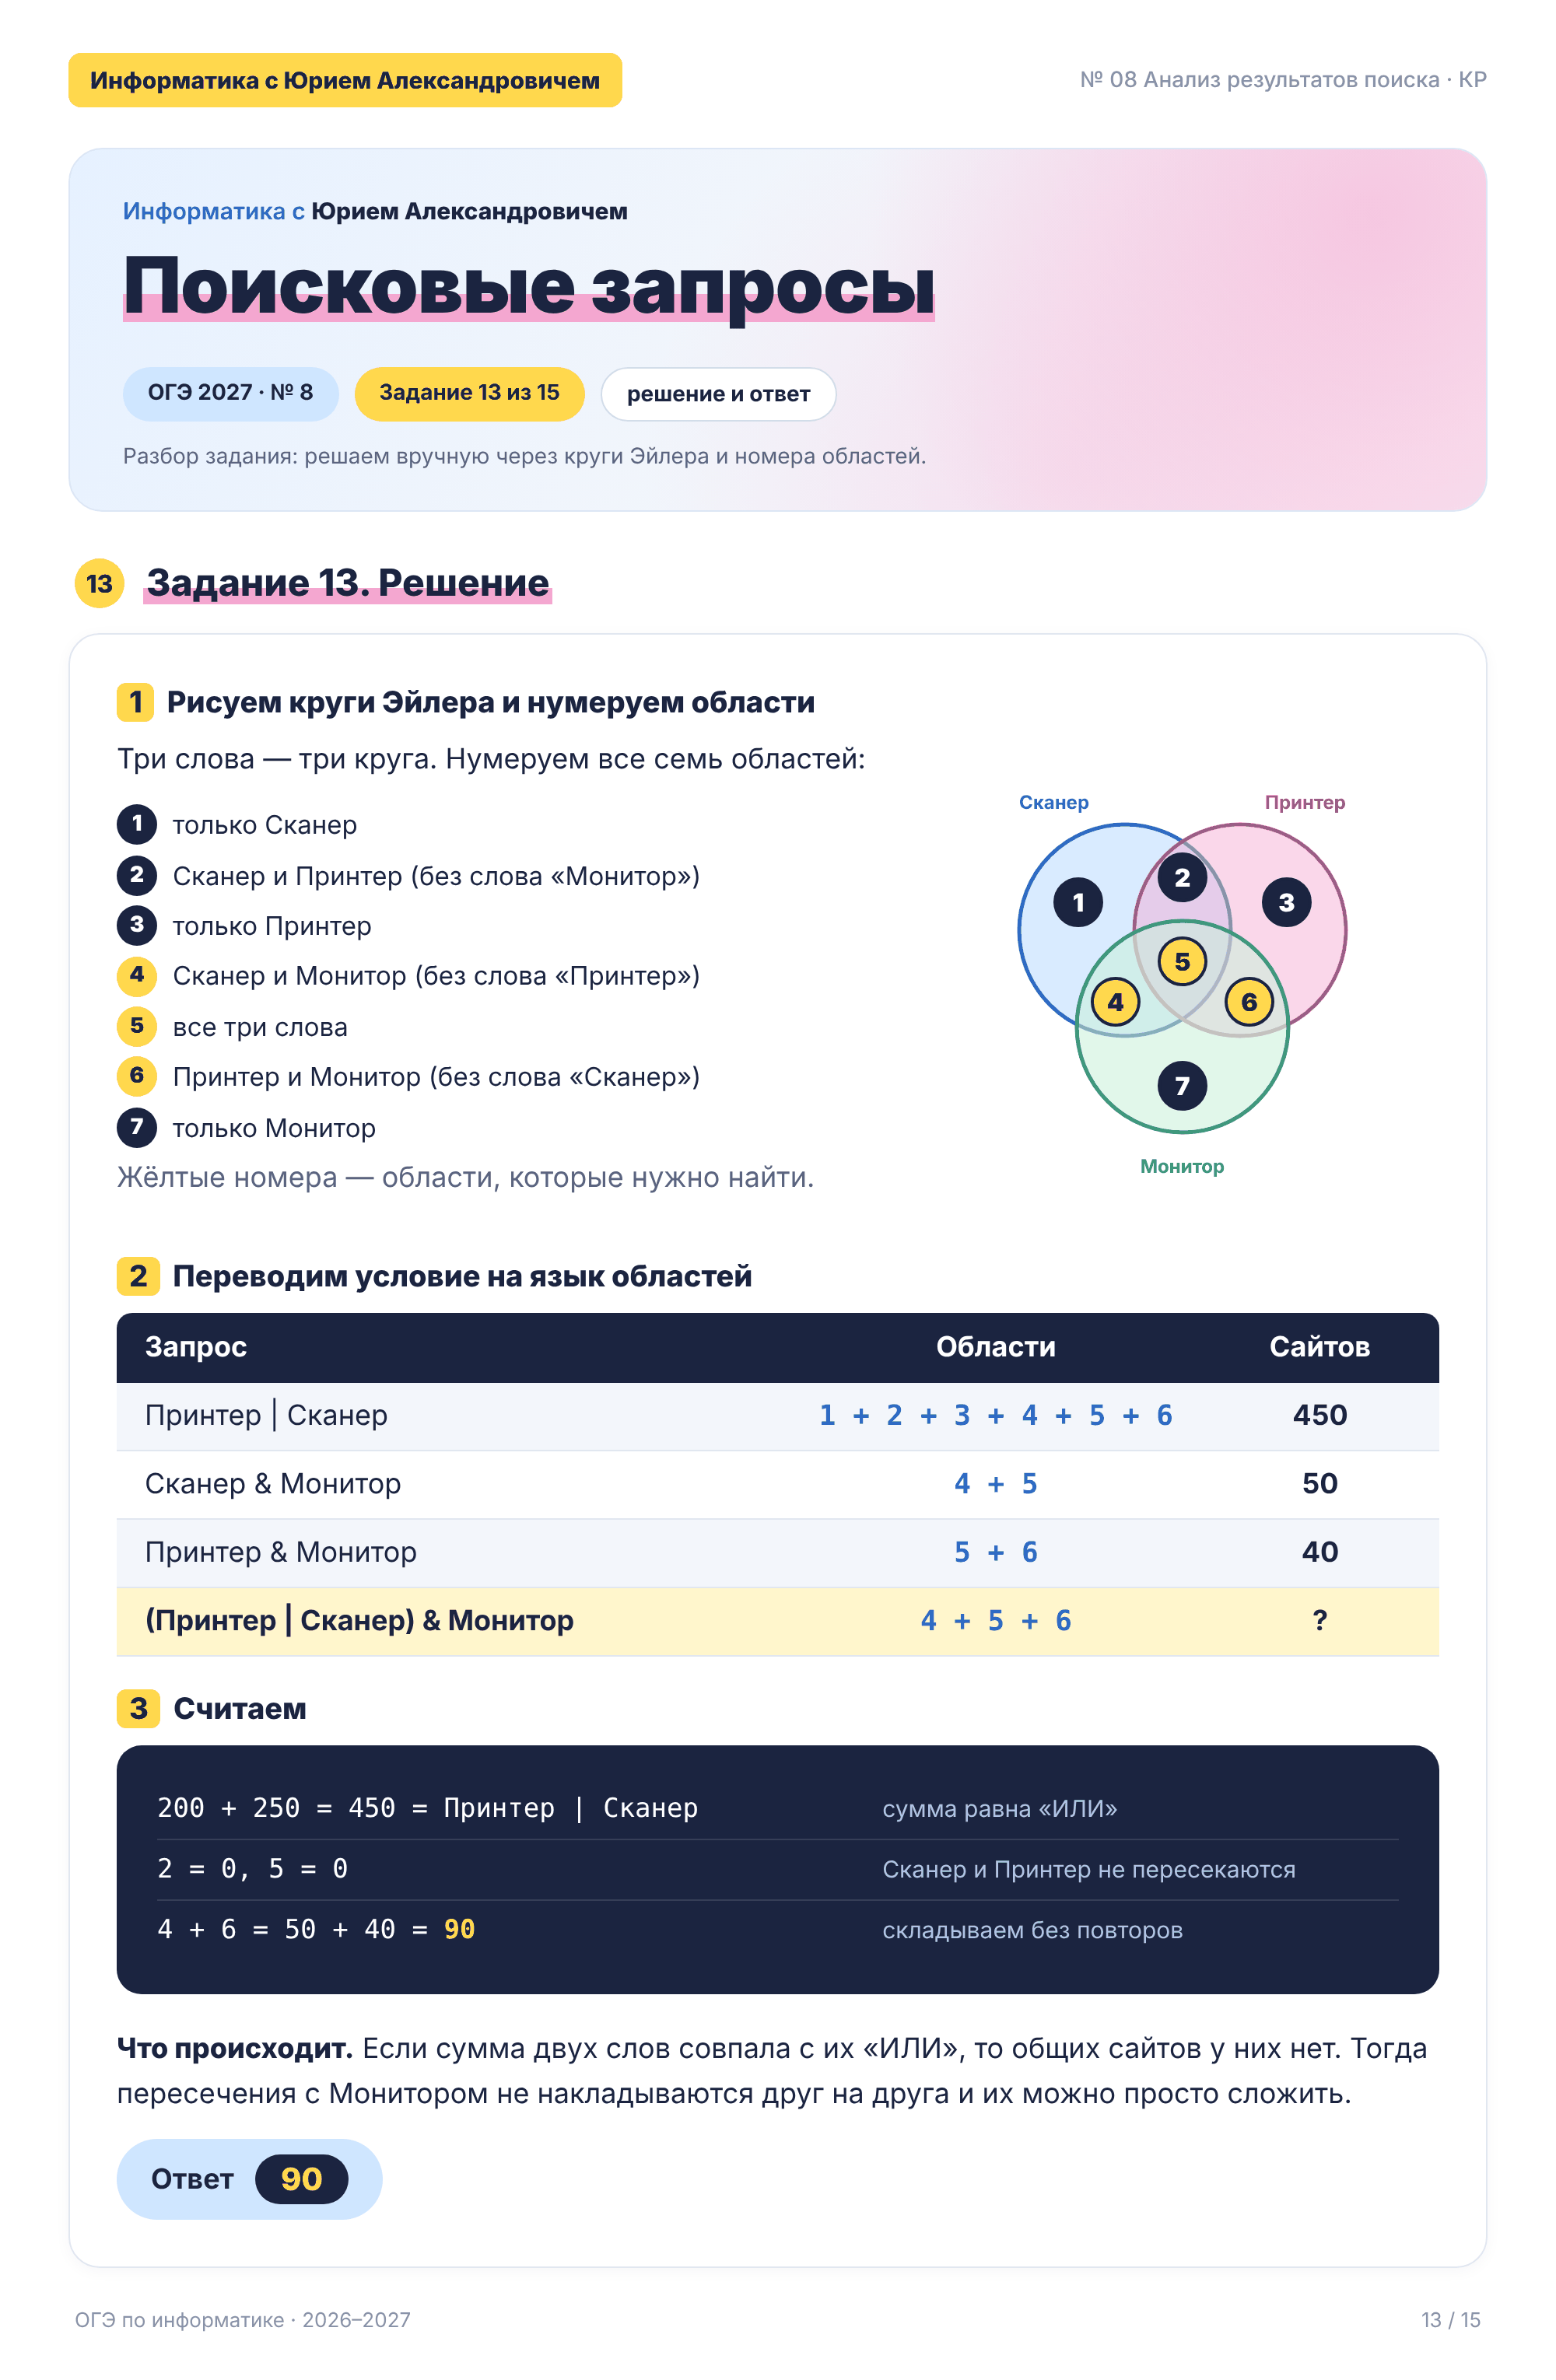 Информатика с Юрием Александровичем
№ 08 Анализ результатов поиска · КР
Информатика с Юрием Александровичем
Поисковые запросы
ОГЭ 2027 · № 8
Задание 13 из 15
решение и ответ
Разбор задания: решаем вручную через круги Эйлера и номера областей.
13 Задание 13. Решение
1 Рисуем круги Эйлера и нумеруем области
Три слова — три круга. Нумеруем все семь областей:
1 только Сканер
2 Сканер и Принтер (без слова «Монитор»)
3 только Принтер
4 Сканер и Монитор (без слова «Принтер»)
5 все три слова
6 Принтер и Монитор (без слова «Сканер»)
7 только Монитор
Жёлтые номера — области, которые нужно найти.
Сканер Принтер
2
1 3
5
4 6
7
Монитор
2 Переводим условие на язык областей
Запрос Области Сайтов
Принтер | Сканер 1 + 2 + 3 + 4 + 5 + 6 450
Сканер & Монитор 4 + 5 50
Принтер & Монитор 5 + 6 40
(Принтер | Сканер) & Монитор 4 + 5 + 6 ?
3 Считаем
200 + 250 = 450 = Принтер | Сканер сумма равна «ИЛИ»
2 = 0, 5 = 0 Сканер и Принтер не пересекаются
4 + 6 = 50 + 40 = 90 складываем без повторов
Что происходит. Если сумма двух слов совпала с их «ИЛИ», то общих сайтов у них нет. Тогда
пересечения с Монитором не накладываются друг на друга и их можно просто сложить.
Ответ 90
ОГЭ по информатике · 2026–2027
13 / 15